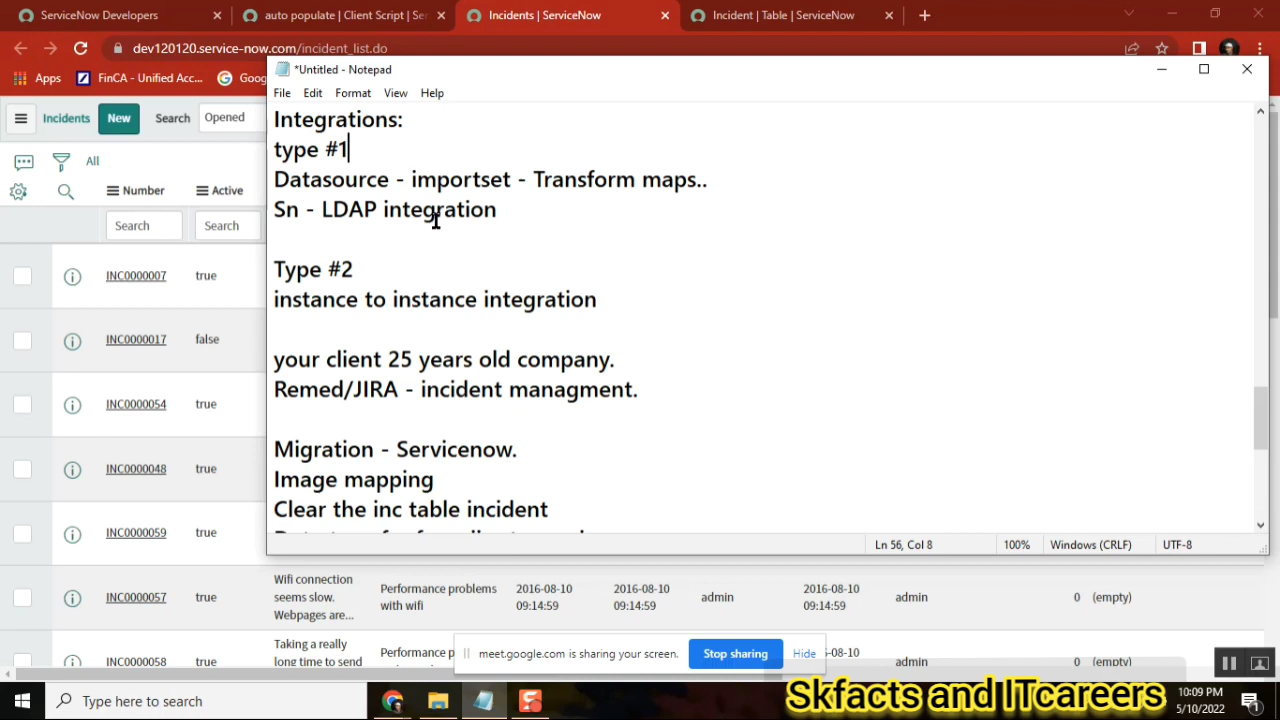 ServiceNow Developers
auto populate | Client Script | Ser
Incidents | ServiceNow
Incident | Table | ServiceNow
dev120120.service-now.com/incident_list.do
Apps
FinCA - Unified Acc...
Goog
*Untitled - Notepad
File Edit Format View Help
Incidents New Search Opened
All
Number Active
Search Search
INC0000007 true
INC0000017 false
INC0000054 true
INC0000048 true
INC0000059 true
Integrations:
type #1
Datasource - importset - Transform maps..
Sn - LDAP integration
Type #2
instance to instance integration
your client 25 years old company.
Remed/JIRA - incident managment.
Migration - Servicenow.
Image mapping
Clear the inc table incident
Ln 56, Col 8 100% Windows (CRLF) UTF-8
INC0000057 true Wifi connection seems slow. Webpages are... Performance problems with wifi 2016-08-10 09:14:59 2016-08-10 09:14:59 admin 2016-08-10 09:14:59 admin 0 (empty)
INC0000058 true Taking a really long time to send Performance p -08-10 admin admin 0 (empty)
meet.google.com is sharing your screen. Stop sharing Hide
Type here to search
Skfacts and ITcareers
10:09 PM
5/10/2022
1